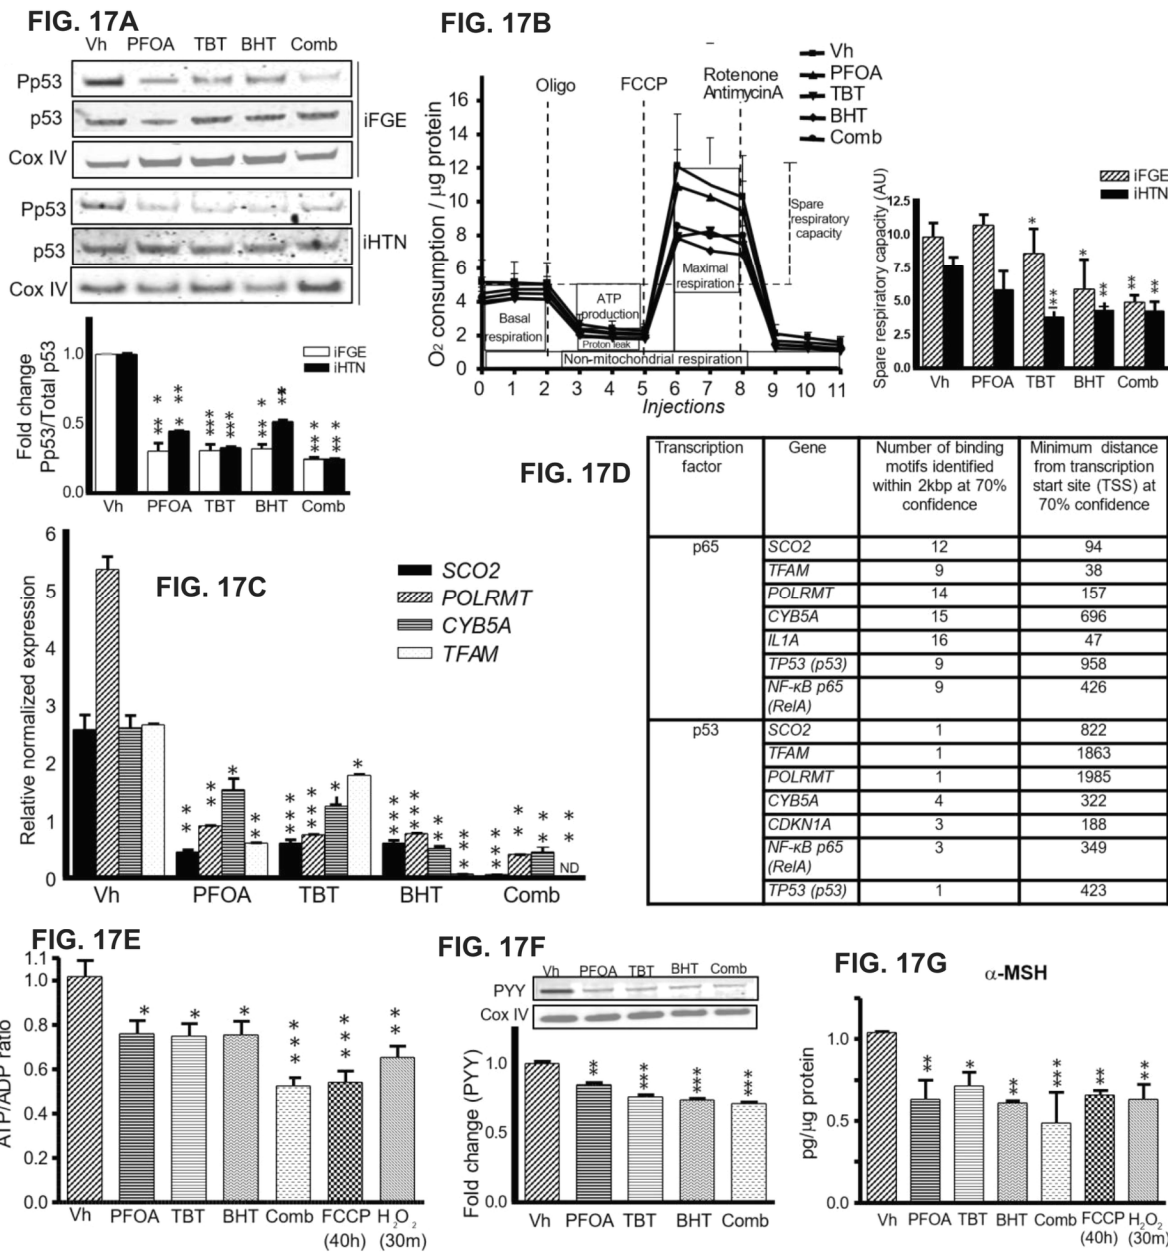 FIG. 17A
Vh PFOA TBT BHT Comb
Pp53
p53
Cox IV
iFGE
Pp53
p53
Cox IV
iHTN
Fold change
Pp53/Total p53
1.0
0.5
0.0
iFGE
iHTN
* ** * ** *** *** * ** ** *** ***
Vh PFOA TBT BHT Comb
FIG. 17B
O2 consumption / µg protein
16
14
12
10
8
6
4
2
0
Oligo
FCCP
Rotenone
AntimycinA
Vh
PFOA
TBT
BHT
Comb
Basal
respiration
ATP
production
Proton leak
Maximal
respiration
Spare
respiratory
capacity
Non-mitochondrial respiration
0 1 2 3 4 5 6 7 8 9 10 11
Injections
Spare respiratory capacity (AU)
12.5
10.0
7.5
5.0
2.5
0.0
iFGE
iHTN
* *** * ** ** **
Vh PFOA TBT BHT Comb
FIG. 17C
Relative normalized expression
6
5
4
3
2
1
0
SCO2
POLRMT
CYB5A
TFAM
** ** * ** *** *** * * *** *** ** *** *** ** ** **
ND
Vh PFOA TBT BHT Comb
FIG. 17D
Transcription factor Gene Number of binding motifs identified within 2kbp at 70% confidence Minimum distance from transcription start site (TSS) at 70% confidence
p65 SCO2 12 94
TFAM 9 38
POLRMT 14 157
CYB5A 15 696
IL1A 16 47
TP53 (p53) 9 958
NF-κB p65 (RelA) 9 426
p53 SCO2 1 822
TFAM 1 1863
POLRMT 1 1985
CYB5A 4 322
CDKN1A 3 188
NF-κB p65 (RelA) 3 349
TP53 (p53) 1 423
FIG. 17E
ATP/ADP ratio
1.1
1.0
0.8
0.6
0.4
0.2
0.0
* * * *** *** **
Vh PFOA TBT BHT Comb FCCP (40h) H2O2 (30m)
FIG. 17F
Vh PFOA TBT BHT Comb
PYY
Cox IV
Fold change (PYY)
1.0
0.5
0.0
** *** *** ***
Vh PFOA TBT BHT Comb
FIG. 17G
α-MSH
pg/µg protein
1.0
0.5
0.0
** * ** *** ** **
Vh PFOA TBT BHT Comb FCCP (40h) H2O2 (30m)